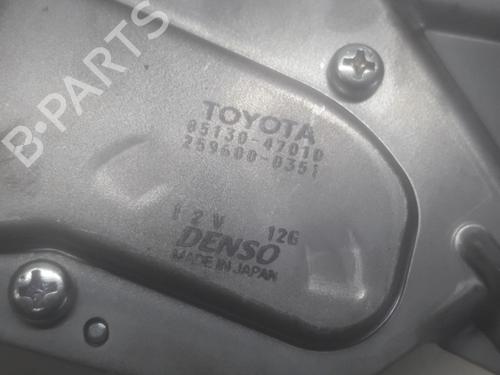 B-PARTS
TOYOTA
85130-47010
259600-0351
12V 12G
DENSO
MADE IN JAPAN